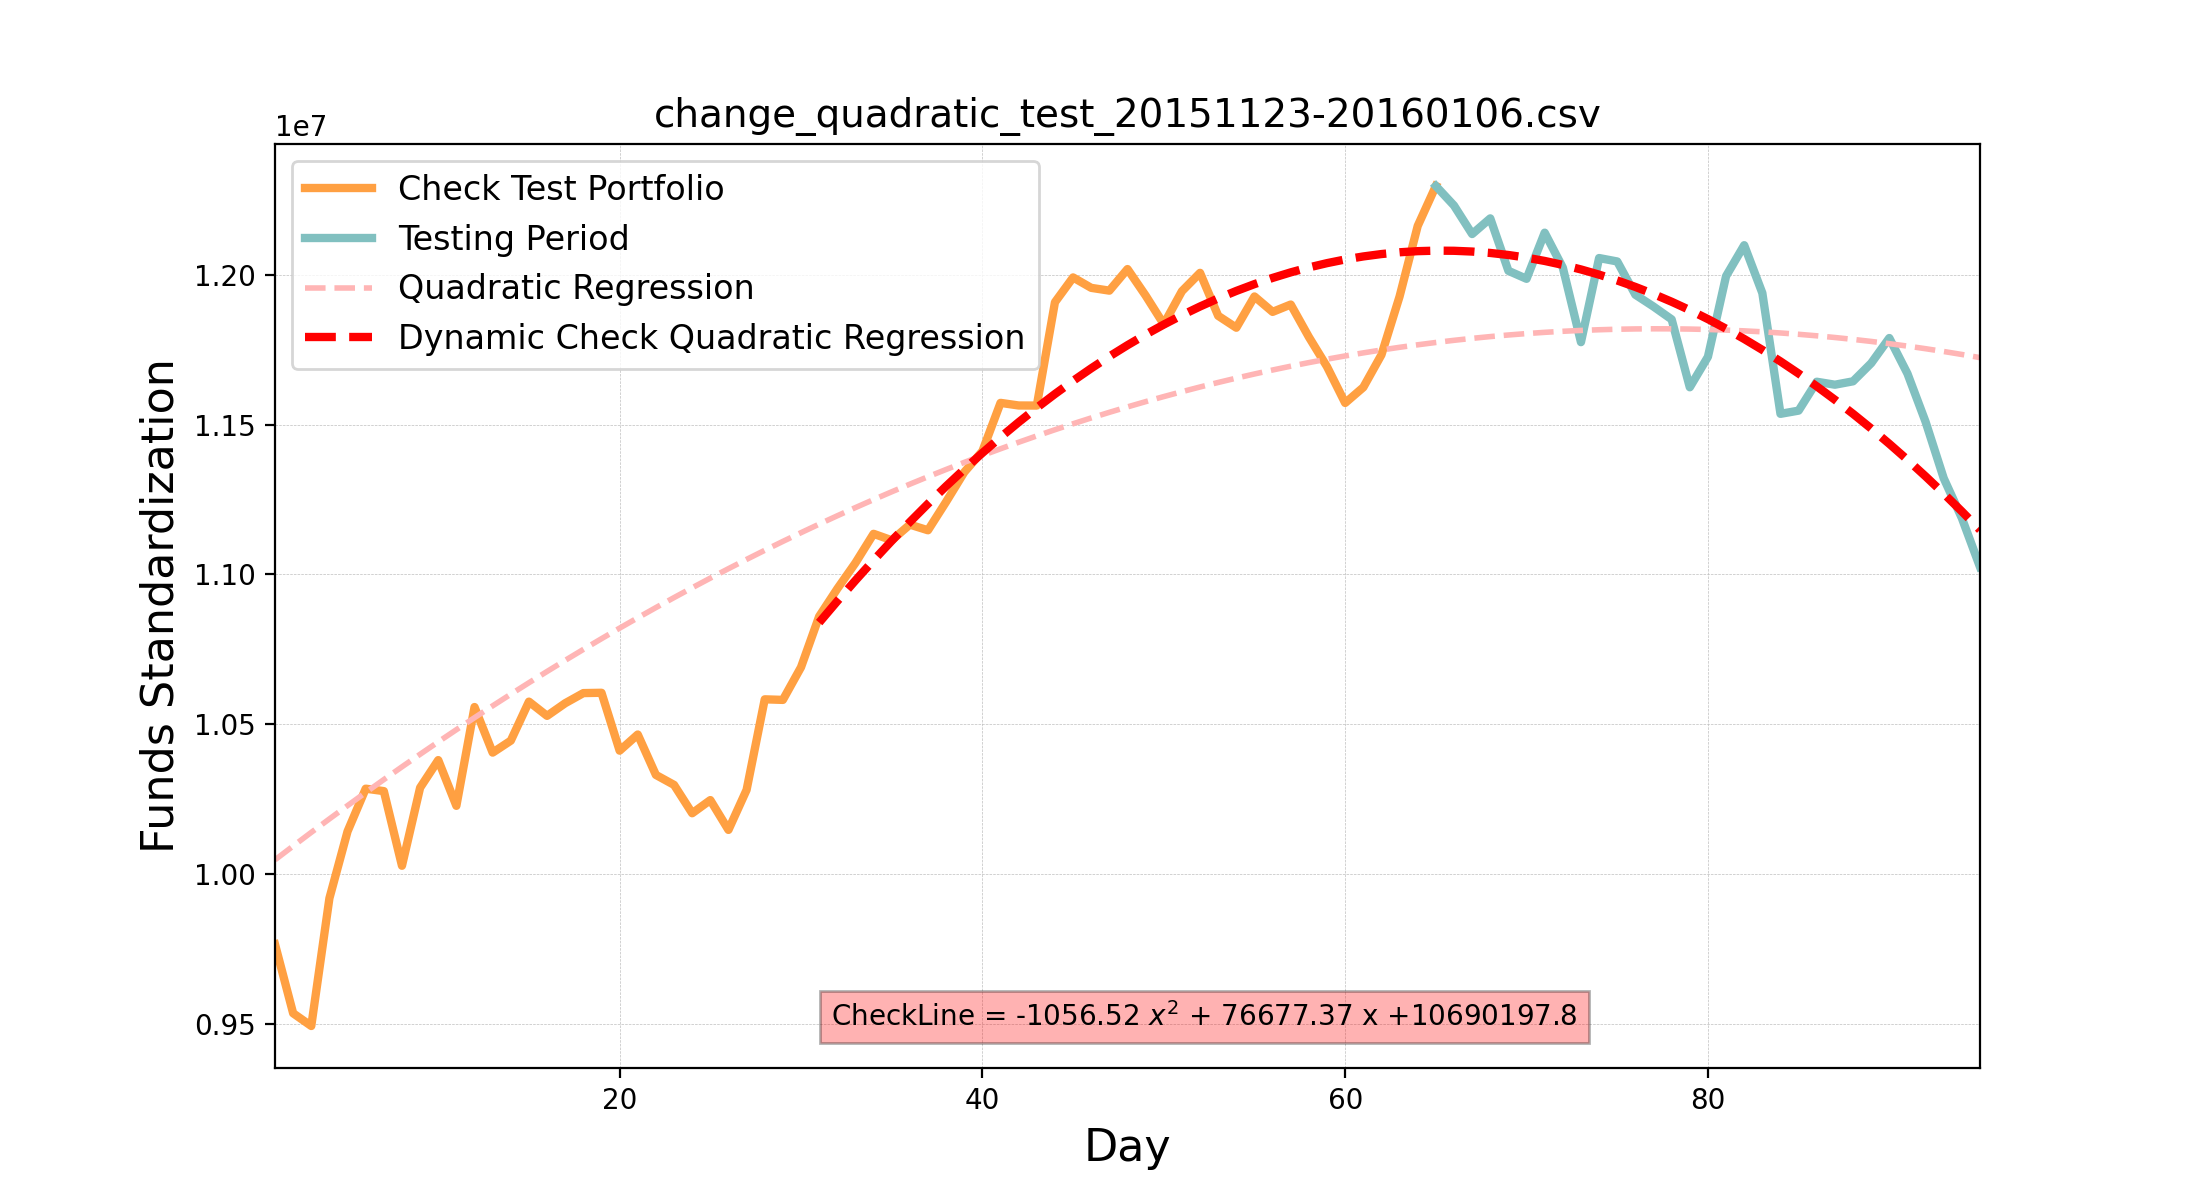 change_quadratic_test_20151123-20160106.csv
1e7
Check Test Portfolio
Testing Period
Quadratic Regression
Dynamic Check Quadratic Regression
1.20
1.15
1.10
1.05
1.00
0.95
Funds Standardization
CheckLine = -1056.52 x² + 76677.37 x +10690197.8
20 40 60 80
Day